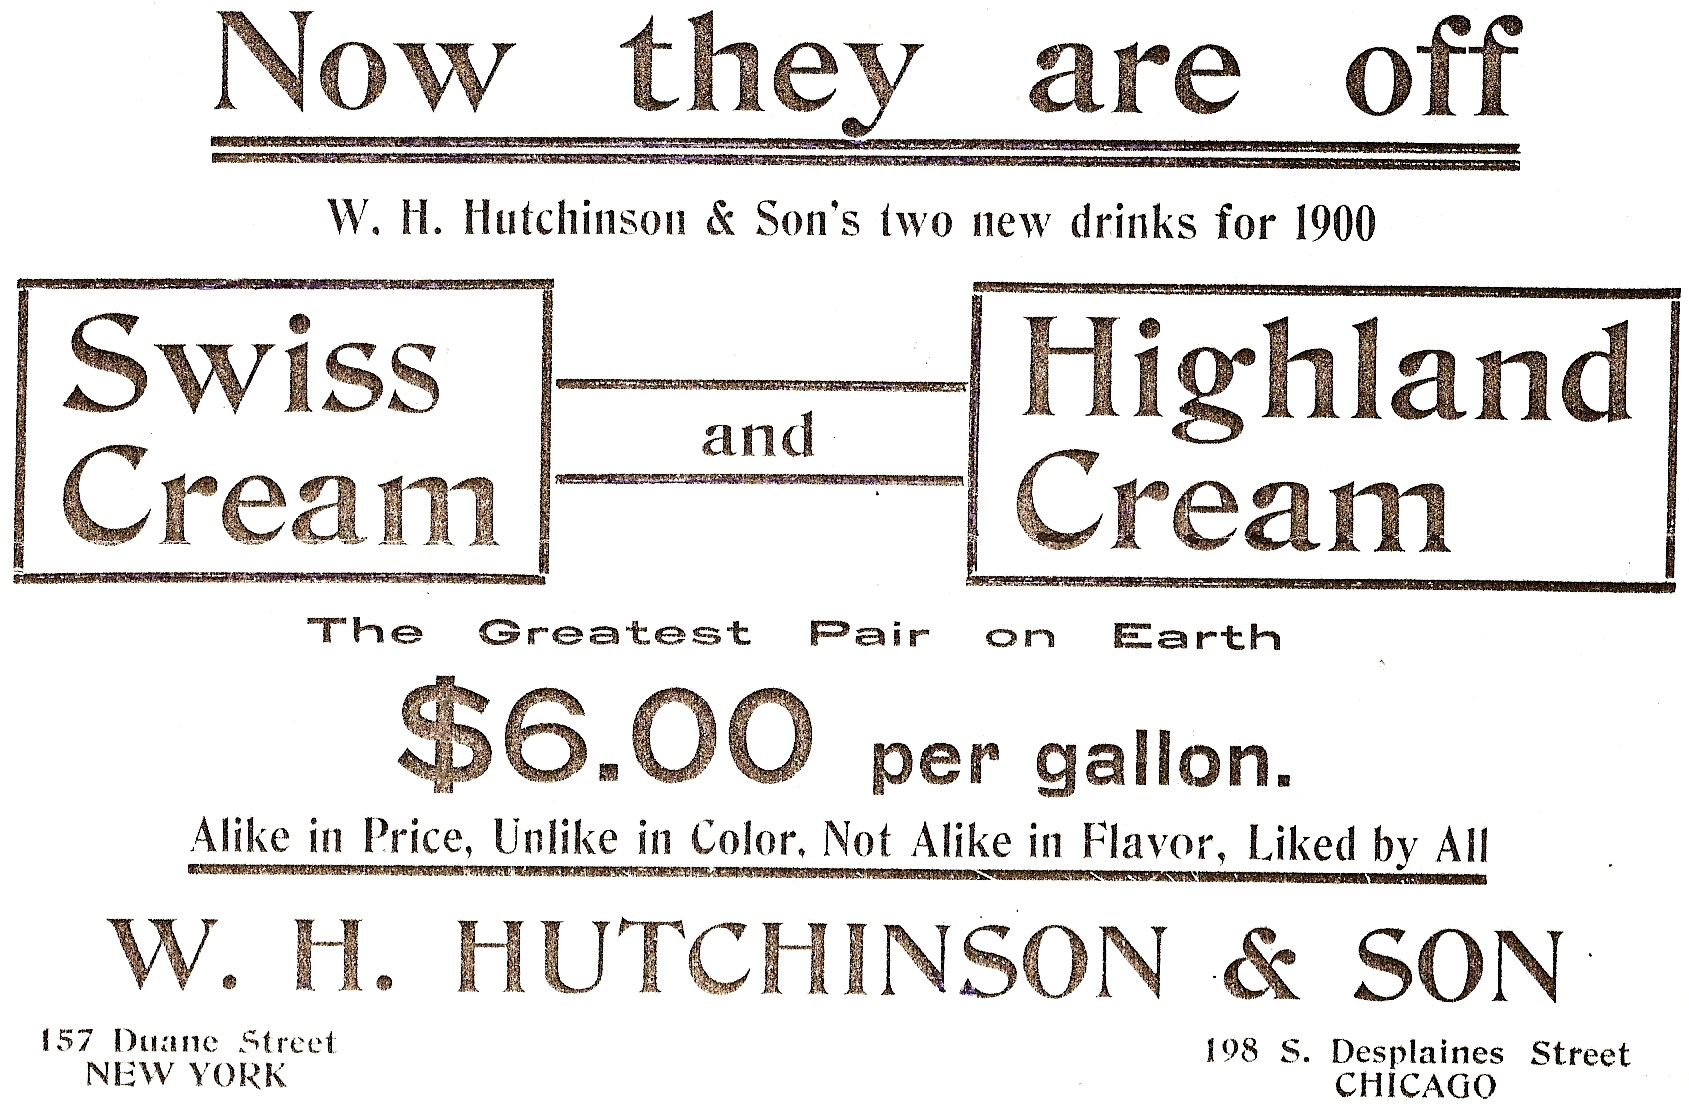 Now they are off
W. H. Hutchinson & Son's two new drinks for 1900
Swiss
Cream
and
Highland
Cream
The Greatest Pair on Earth
$6.00 per gallon.
Alike in Price, Unlike in Color, Not Alike in Flavor, Liked by All
W. H. HUTCHINSON & SON
157 Duane Street
NEW YORK
198 S. Desplaines Street
CHICAGO